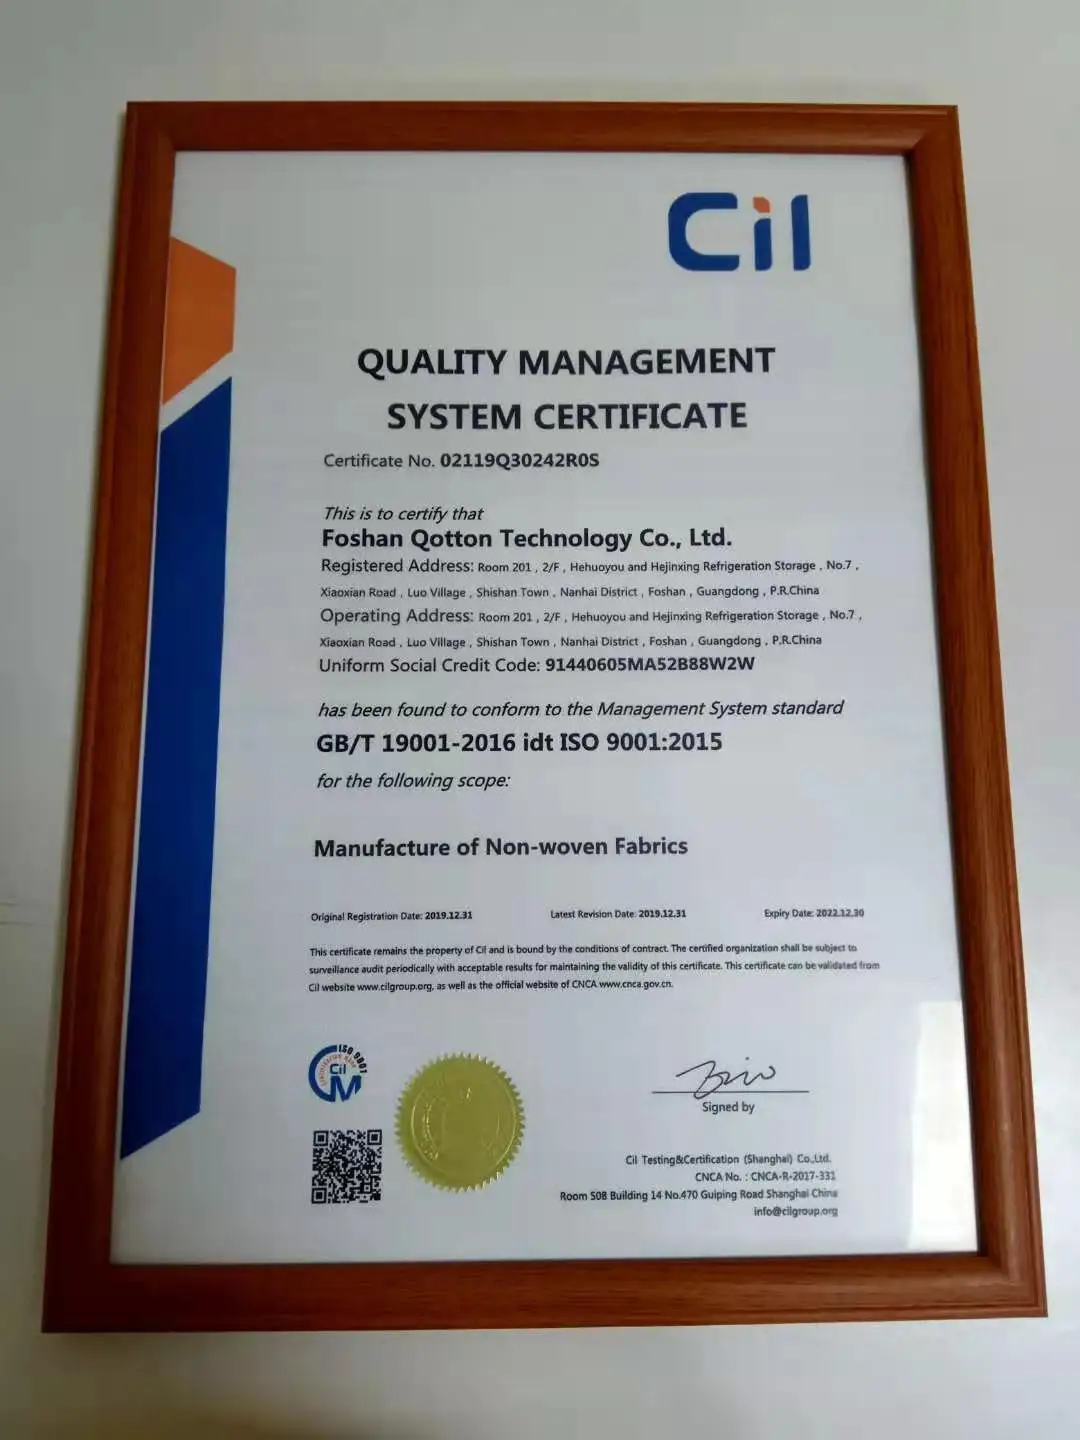 Cil
QUALITY MANAGEMENT
SYSTEM CERTIFICATE
Certificate No. 02119Q30242R0S
This is to certify that
Foshan Qotton Technology Co., Ltd.
Registered Address: Room 201 , 2/F , Hehuoyou and Hejinxing Refrigeration Storage , No.7 ,
Xiaoxian Road , Luo Village , Shishan Town , Nanhai District , Foshan , Guangdong , P.R.China
Operating Address: Room 201 , 2/F , Hehuoyou and Hejinxing Refrigeration Storage , No.7 ,
Xiaoxian Road , Luo Village , Shishan Town , Nanhai District , Foshan , Guangdong , P.R.China
Uniform Social Credit Code: 91440605MA52B88W2W
has been found to conform to the Management System standard
GB/T 19001-2016 idt ISO 9001:2015
for the following scope:
Manufacture of Non-woven Fabrics
Original Registration Date: 2019.12.31 Latest Revision Date: 2019.12.31 Expiry Date: 2022.12.30
This certificate remains the property of Cil and is bound by the conditions of contract. The certified organization shall be subject to
surveillance audit periodically with acceptable results for maintaining the validity of this certificate. This certificate can be validated from
Cil website www.cilgroup.org, as well as the official website of CNCA www.cnca.gov.cn.
ISO 9001
Cil
Signed by
Cil Testing&Certification (Shanghai) Co.,Ltd.
CNCA No. : CNCA-R-2017-331
Room 508 Building 14 No.470 Guiping Road Shanghai China
info@cilgroup.org